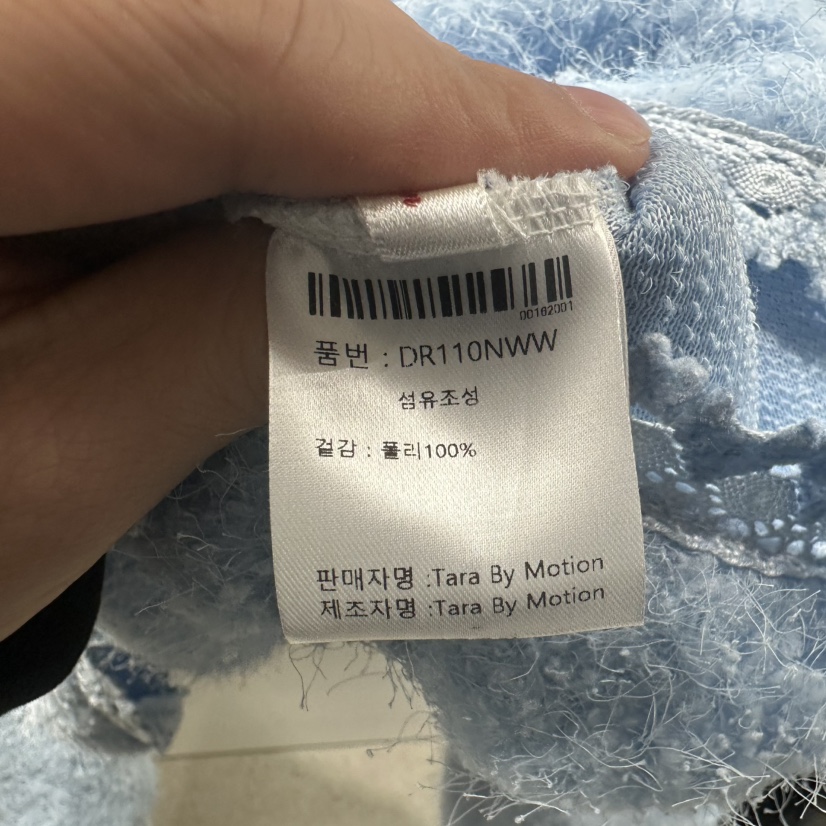 00162001
품번 : DR110NWW
섬유조성
겉감 : 폴리100%
판매자명 :Tara By Motion
제조자명 :Tara By Motion